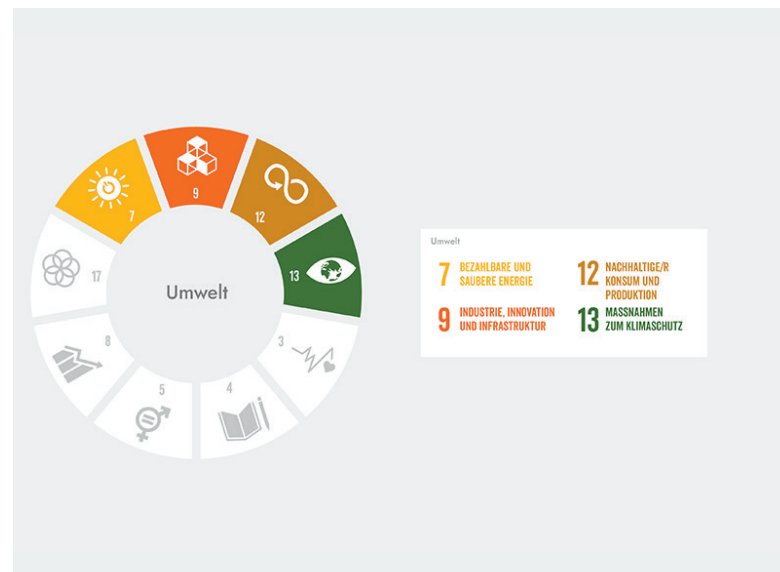 9
7
12
17
13
Umwelt
8
3
5
4
Umwelt
7 BEZAHLBARE UND
SAUBERE ENERGIE
12 NACHHALTIGE/R
KONSUM UND
PRODUKTION
9 INDUSTRIE, INNOVATION
UND INFRASTRUKTUR
13 MASSNAHMEN
ZUM KLIMASCHUTZ